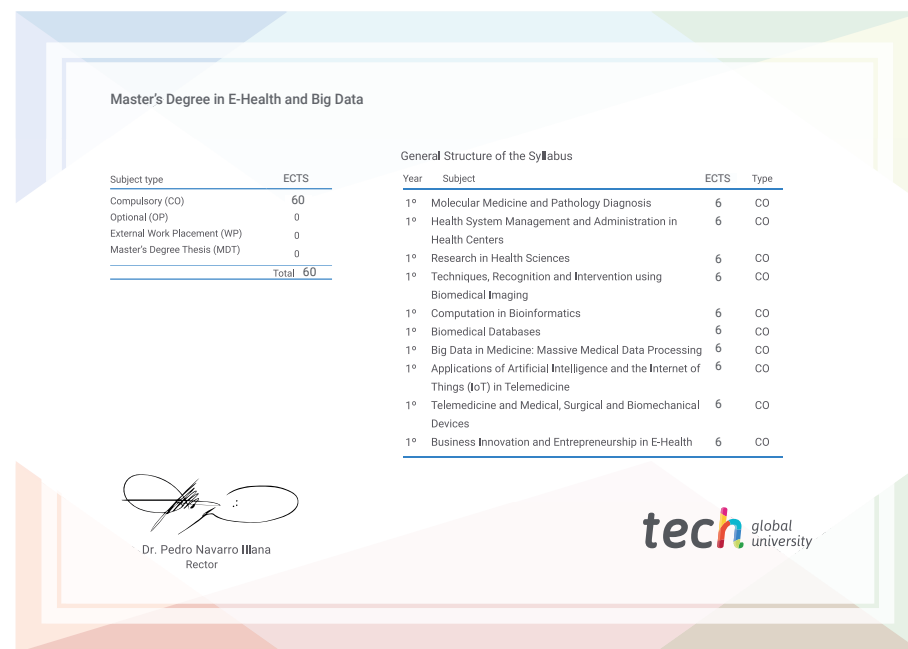 Master's Degree in E-Health and Big Data
General Structure of the Syllabus
Subject type ECTS
Compulsory (CO) 60
Optional (OP) 0
External Work Placement (WP) 0
Master's Degree Thesis (MDT) 0
Total 60
Year Subject ECTS Type
1º Molecular Medicine and Pathology Diagnosis 6 CO
1º Health System Management and Administration in 6 CO
Health Centers
1º Research in Health Sciences 6 CO
1º Techniques, Recognition and Intervention using 6 CO
Biomedical Imaging
1º Computation in Bioinformatics 6 CO
1º Biomedical Databases 6 CO
1º Big Data in Medicine: Massive Medical Data Processing 6 CO
1º Applications of Artificial Intelligence and the Internet of 6 CO
Things (IoT) in Telemedicine
1º Telemedicine and Medical, Surgical and Biomechanical 6 CO
Devices
1º Business Innovation and Entrepreneurship in E-Health 6 CO
Dr. Pedro Navarro Illana
Rector
tech global
university